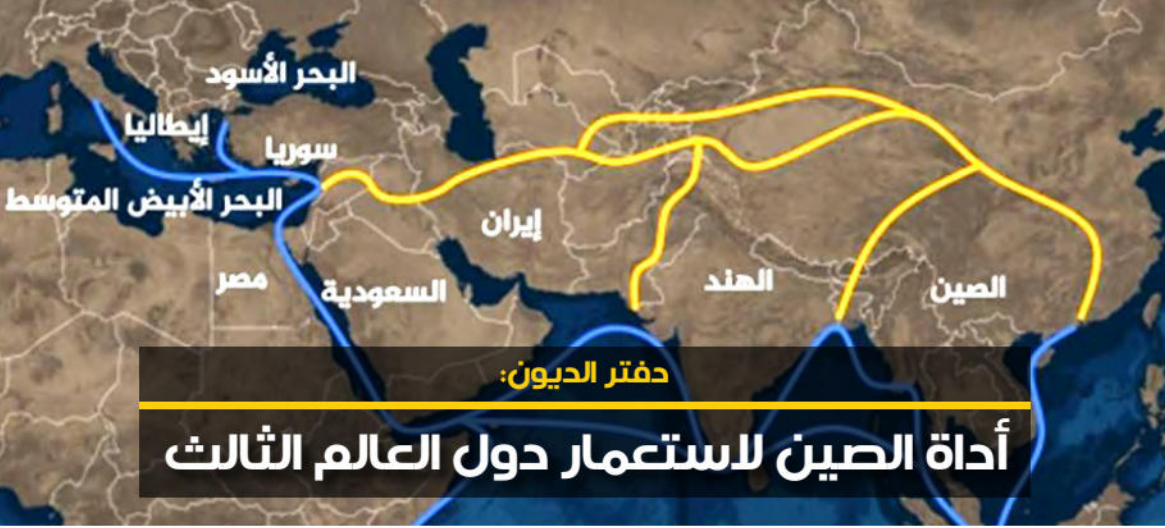 البحر الأسود
إيطاليا
سوريا
البحر الأبيض المتوسط
إيران
مصر
السعودية
الهند
الصين
دفتر الديون:
أداة الصين لاستعمار دول العالم الثالث